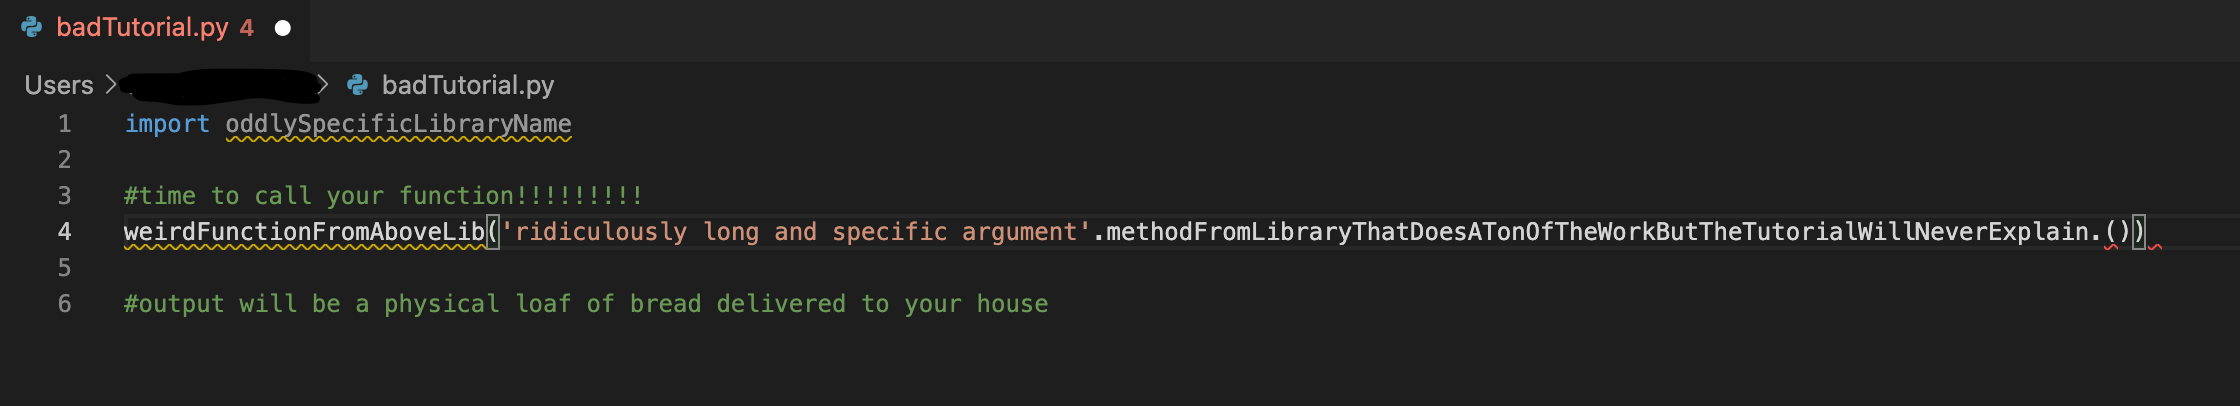 badTutorial.py 4
Users > > badTutorial.py
1 import oddlySpecificLibraryName
2
3 #time to call your function!!!!!!!!!
4 weirdFunctionFromAboveLib('ridiculously long and specific argument'.methodFromLibraryThatDoesATonOfTheWorkButTheTutorialWillNeverExplain.())
5
6 #output will be a physical loaf of bread delivered to your house